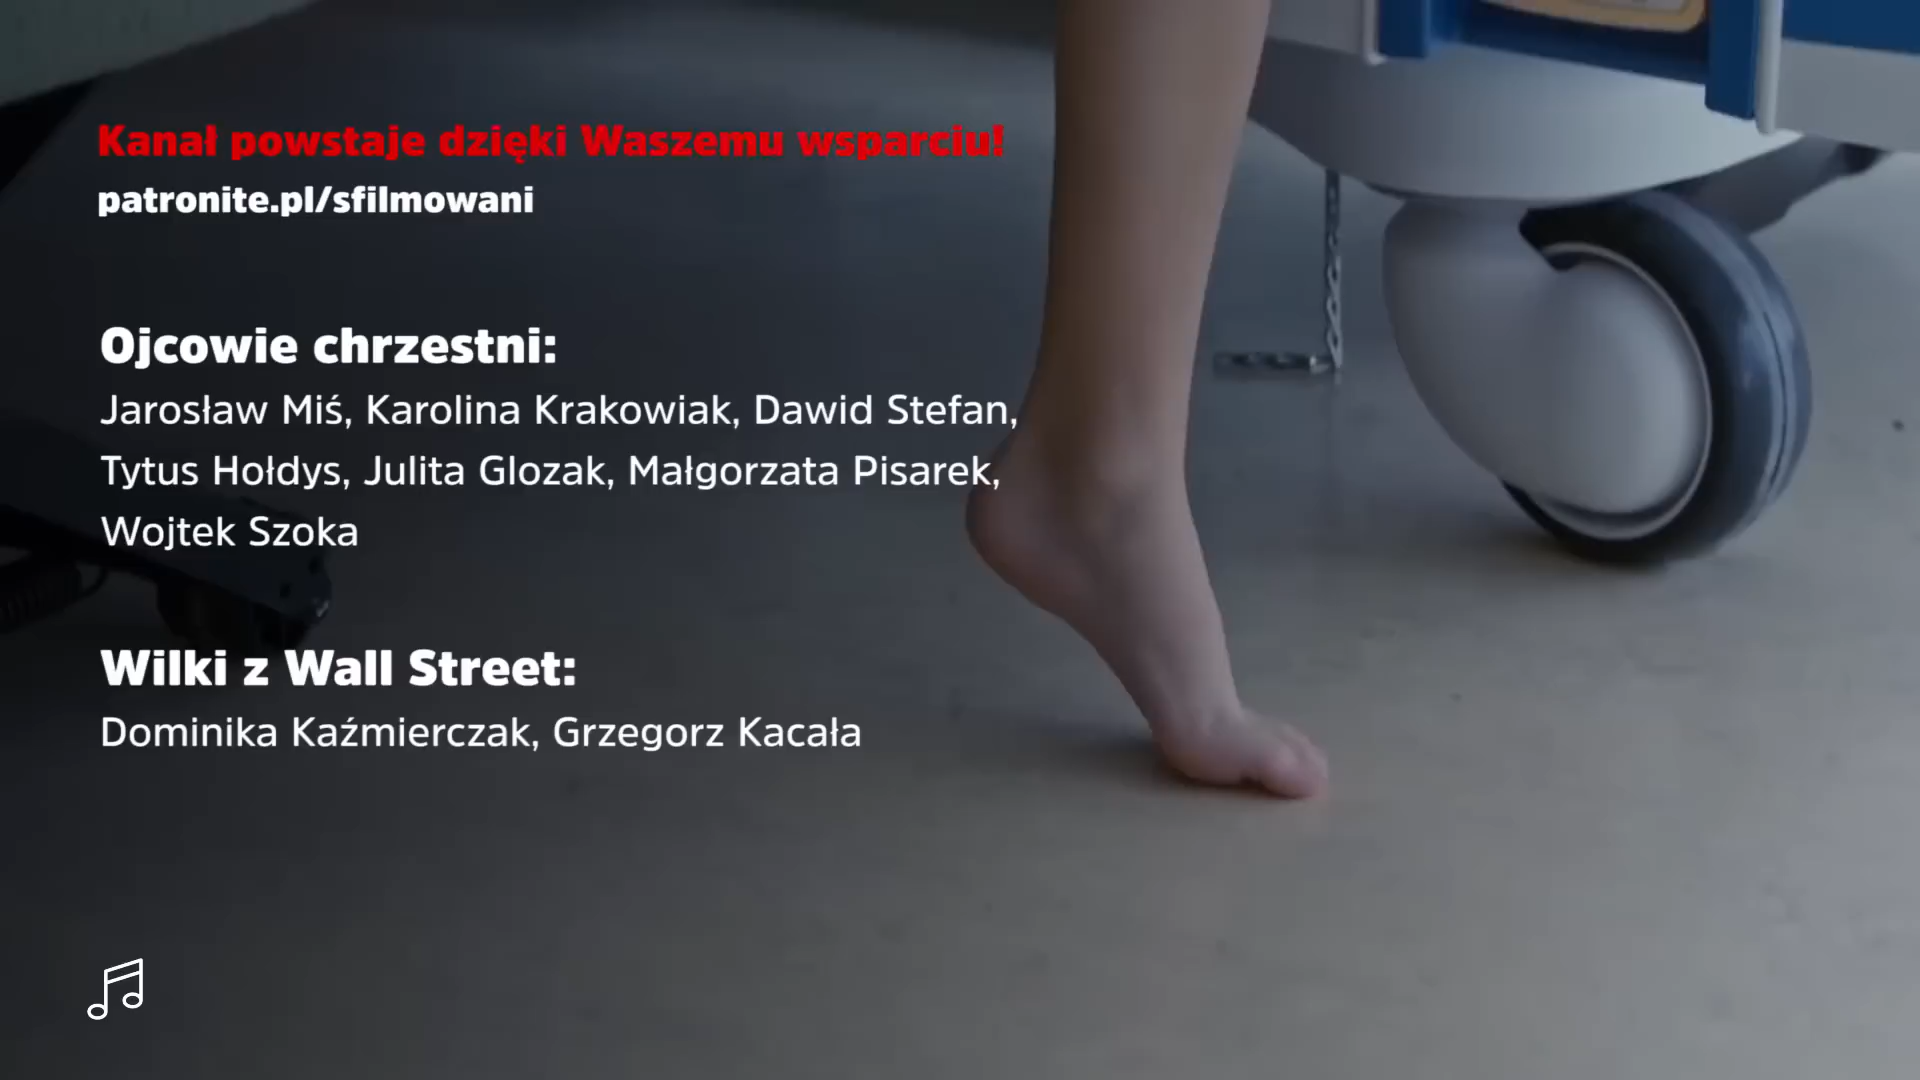 Kanał powstaje dzięki Waszemu wsparciu!
patronite.pl/sfilmowani
Ojcowie chrzestni:
Jarosław Miś, Karolina Krakowiak, Dawid Stefan,
Tytus Hołdys, Julita Glozak, Małgorzata Pisarek,
Wojtek Szoka
Wilki z Wall Street:
Dominika Kaźmierczak, Grzegorz Kacała